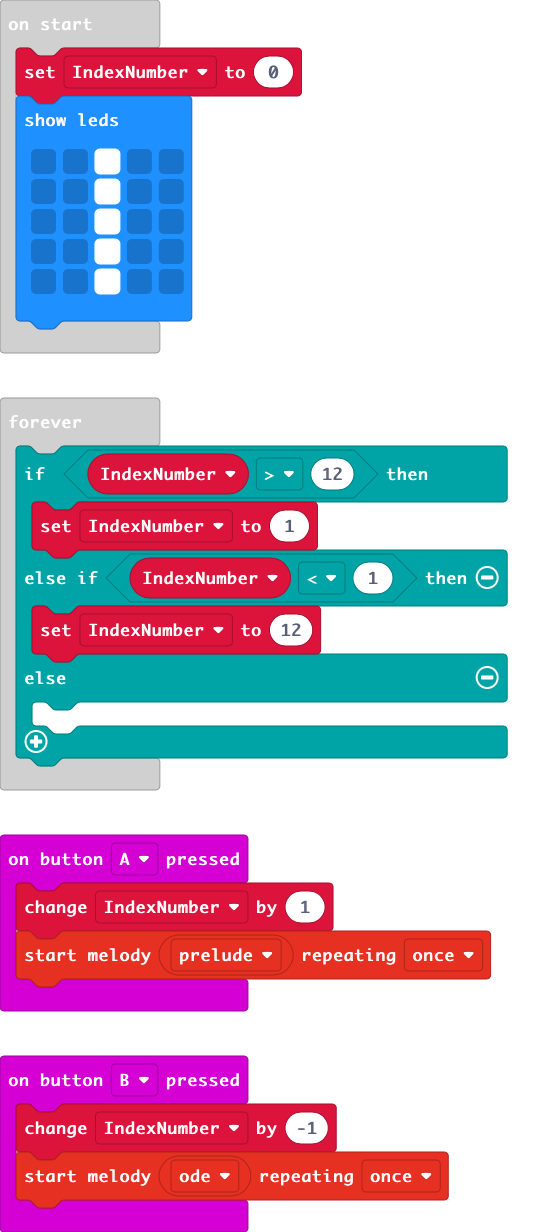 on start
set IndexNumber to 0
show leds
forever
if IndexNumber > 12 then
set IndexNumber to 1
else if IndexNumber < 1 then
set IndexNumber to 12
else
on button A pressed
change IndexNumber by 1
start melody prelude repeating once
on button B pressed
change IndexNumber by -1
start melody ode repeating once